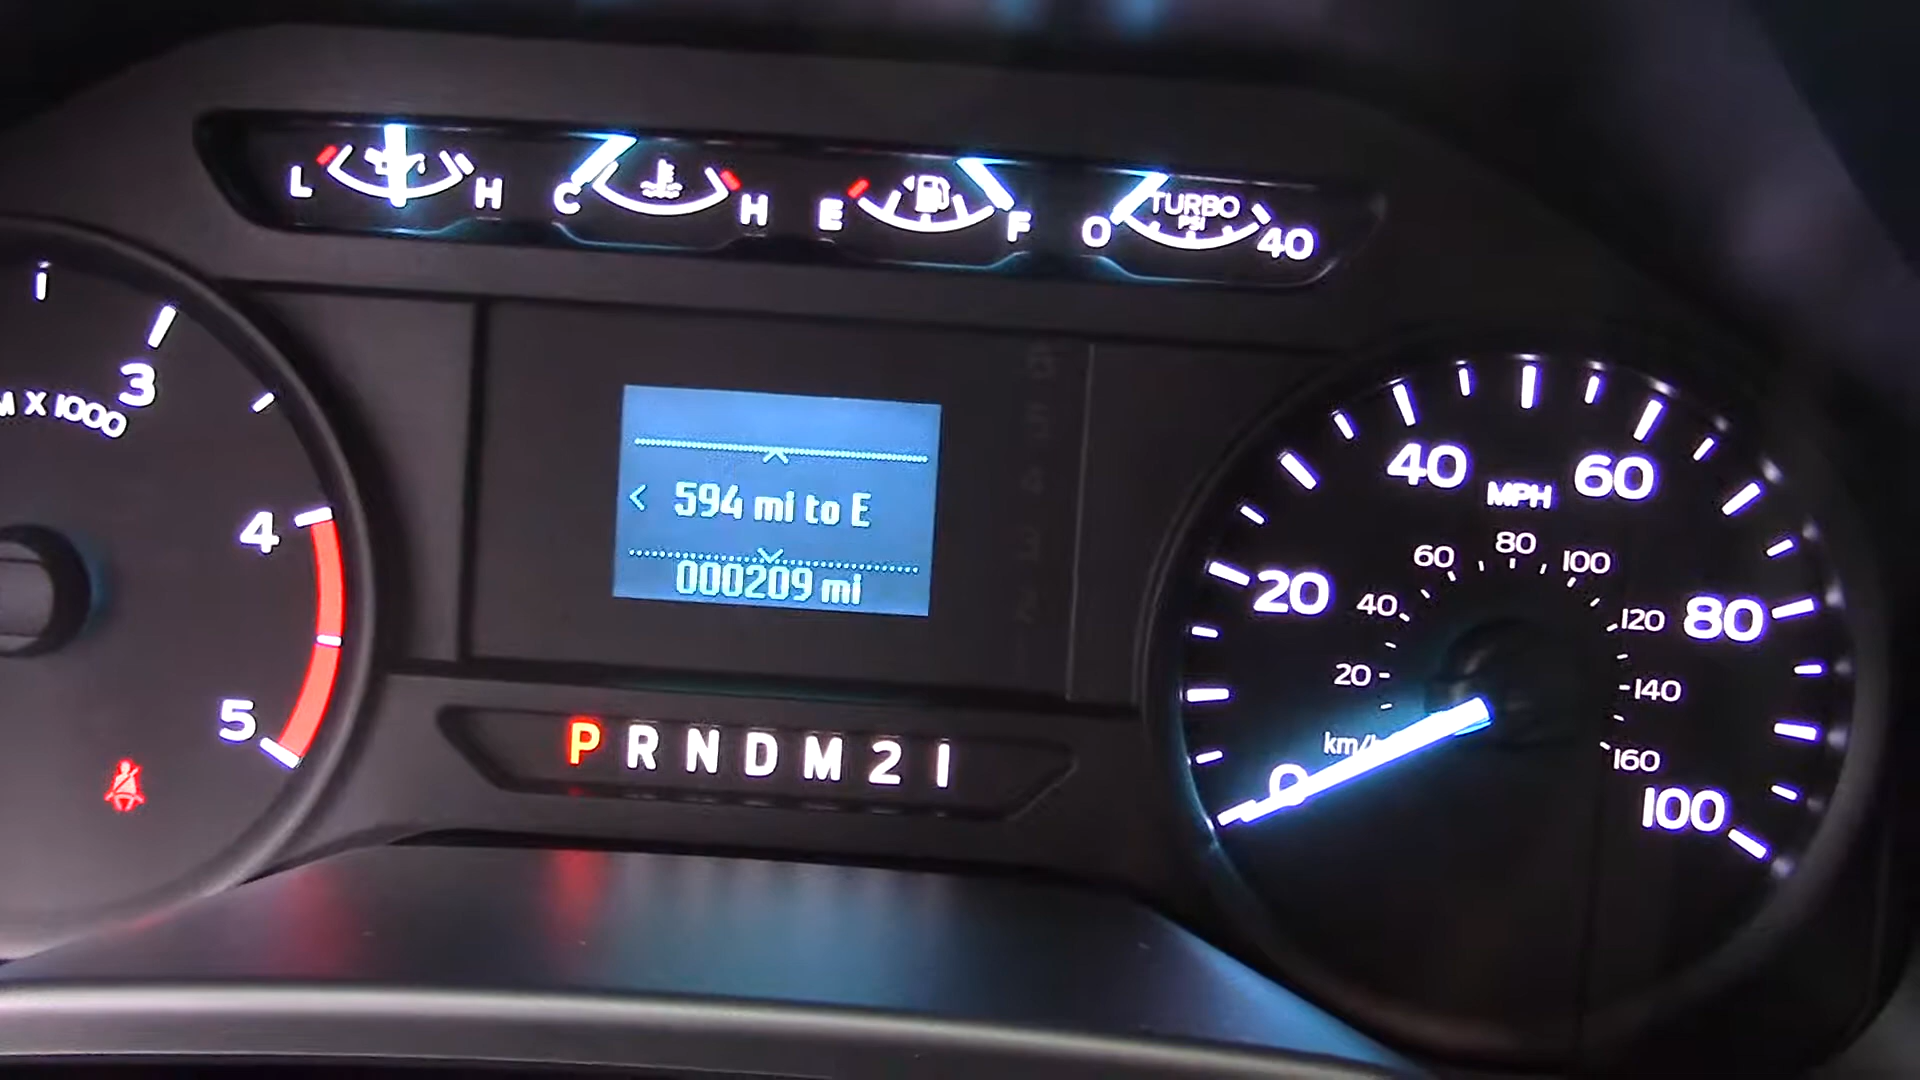 L H
C H
E F
0 TURBO PSI 40
3
X 1000
4
5
594 mi to E
000209 mi
P R N D M 2 1
0 20 40 60 80 100
MPH
20 40 60 80 100 120 140 160
km/h